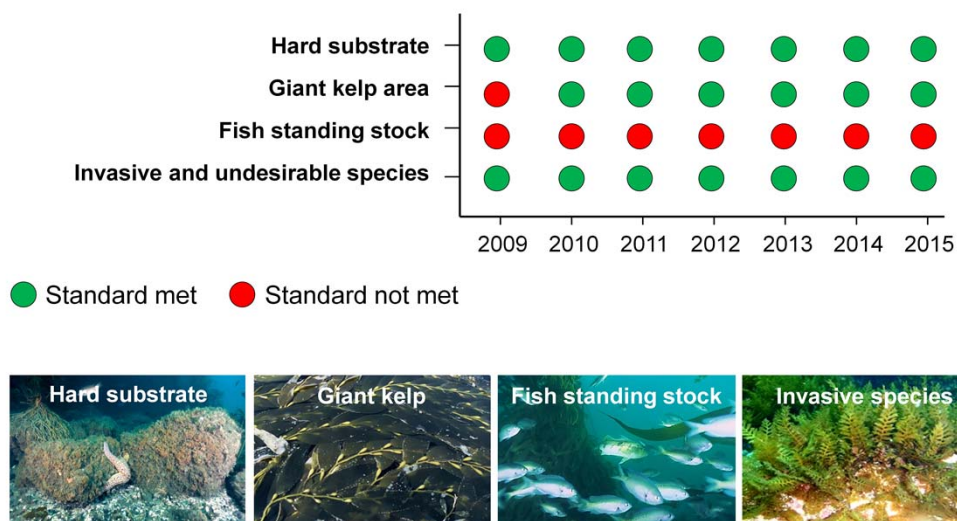 Hard substrate
Giant kelp area
Fish standing stock
Invasive and undesirable species
2009 2010 2011 2012 2013 2014 2015
Standard met Standard not met
Hard substrate Giant kelp Fish standing stock Invasive species